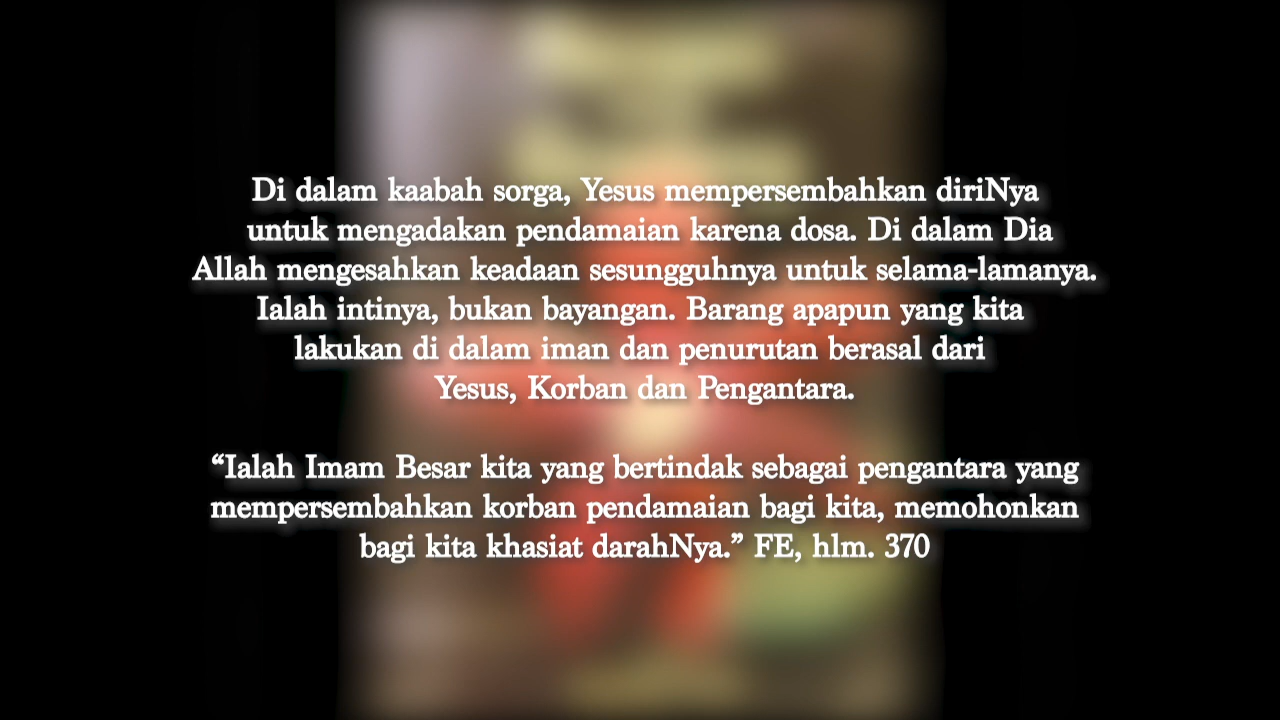 Di dalam kaabah sorga, Yesus mempersembahkan diriNya
untuk mengadakan pendamaian karena dosa. Di dalam Dia
Allah mengesahkan keadaan sesungguhnya untuk selama-lamanya.
Ialah intinya, bukan bayangan. Barang apapun yang kita
lakukan di dalam iman dan penurutan berasal dari
Yesus, Korban dan Pengantara.
“Ialah Imam Besar kita yang bertindak sebagai pengantara yang
mempersembahkan korban pendamaian bagi kita, memohonkan
bagi kita khasiat darahNya.” FE, hlm. 370